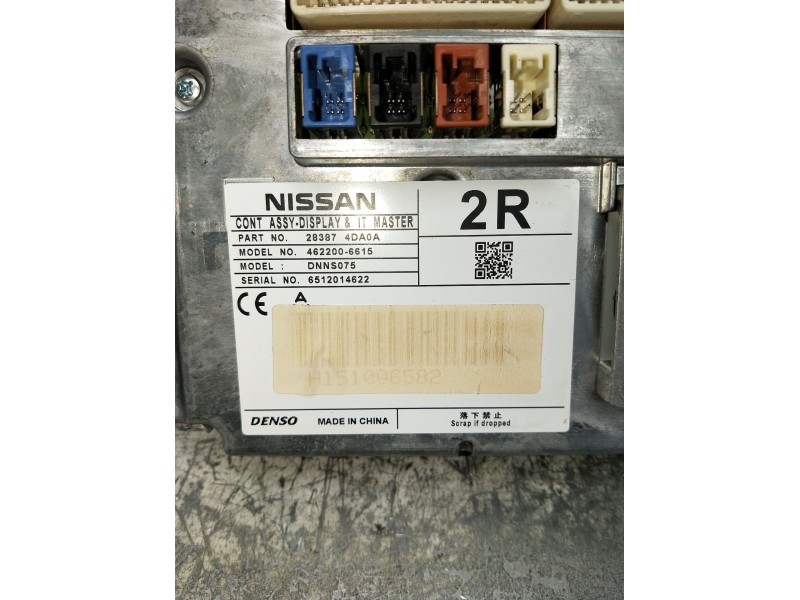 NISSAN
2R
CONT ASSY-DISPLAY & IT MASTER
PART NO. 28387 4DA0A
MODEL NO. 462200-6615
MODEL : DNNS075
SERIAL NO. 6512014622
CE A
H151006582
DENSO MADE IN CHINA
落下禁止
Scrap if dropped